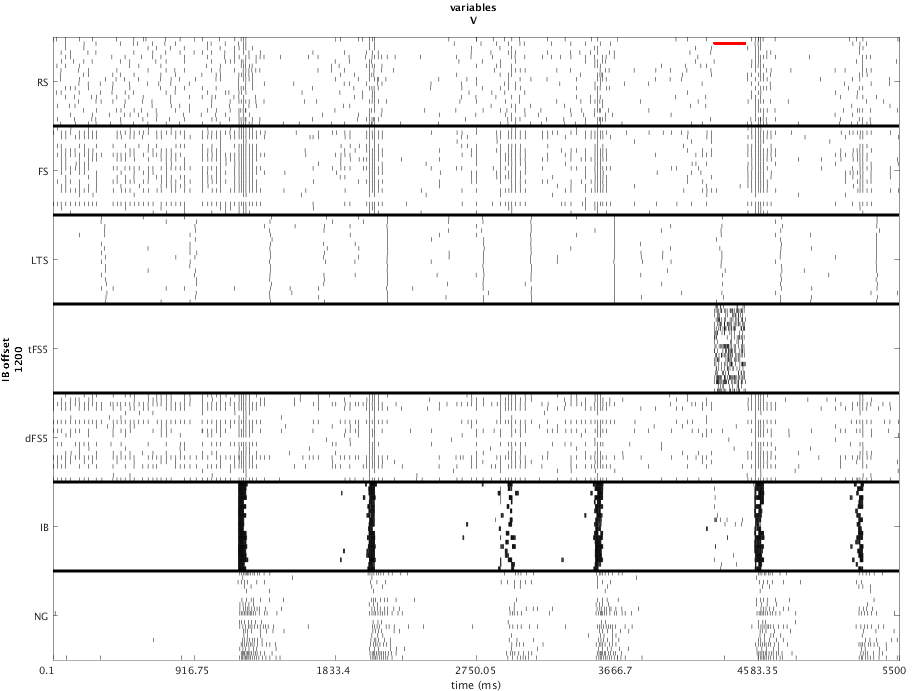 variables
V
RS
FS
LTS
IB offset
1200
tFS5
dFS5
IB
NG
0.1 916.75 1833.4 2750.05 3666.7 4583.35 5500
time (ms)